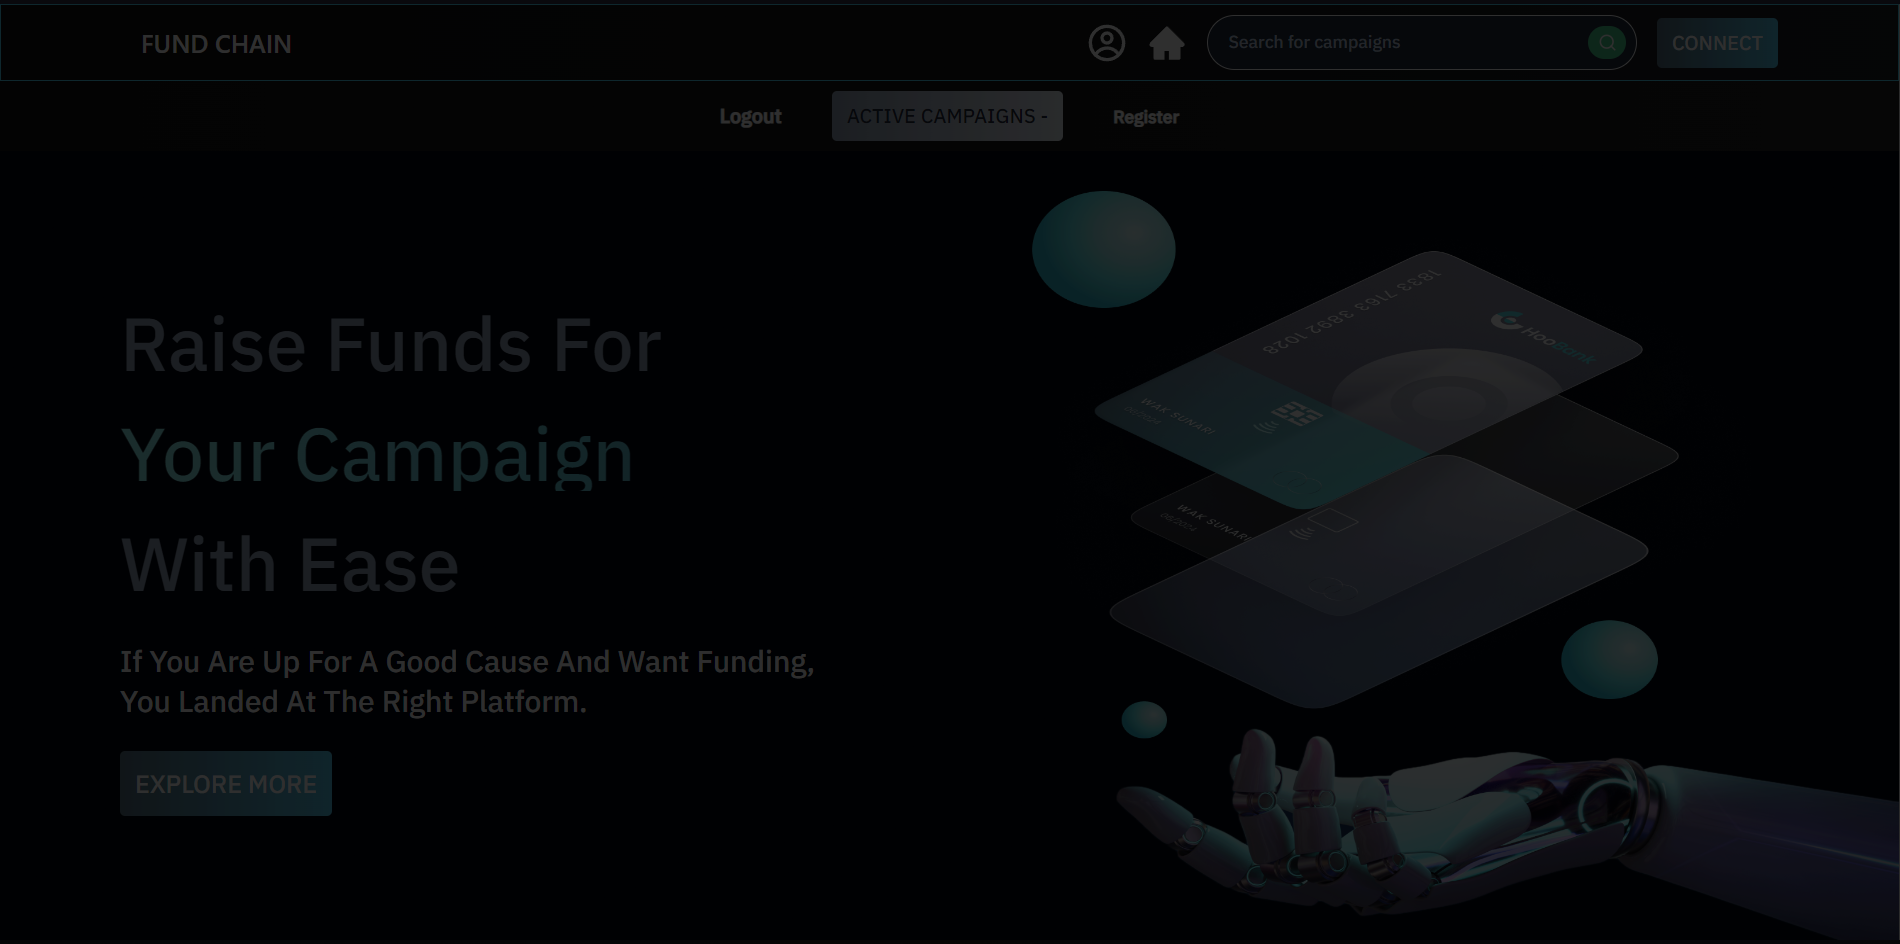 FUND CHAIN
Search for campaigns
CONNECT
Logout
ACTIVE CAMPAIGNS -
Register
Raise Funds For
Your Campaign
With Ease
If You Are Up For A Good Cause And Want Funding,
You Landed At The Right Platform.
EXPLORE MORE
1833 7163 3892 1028
HooBank
WAK SUNARI
WAK SUNARI
06/2024